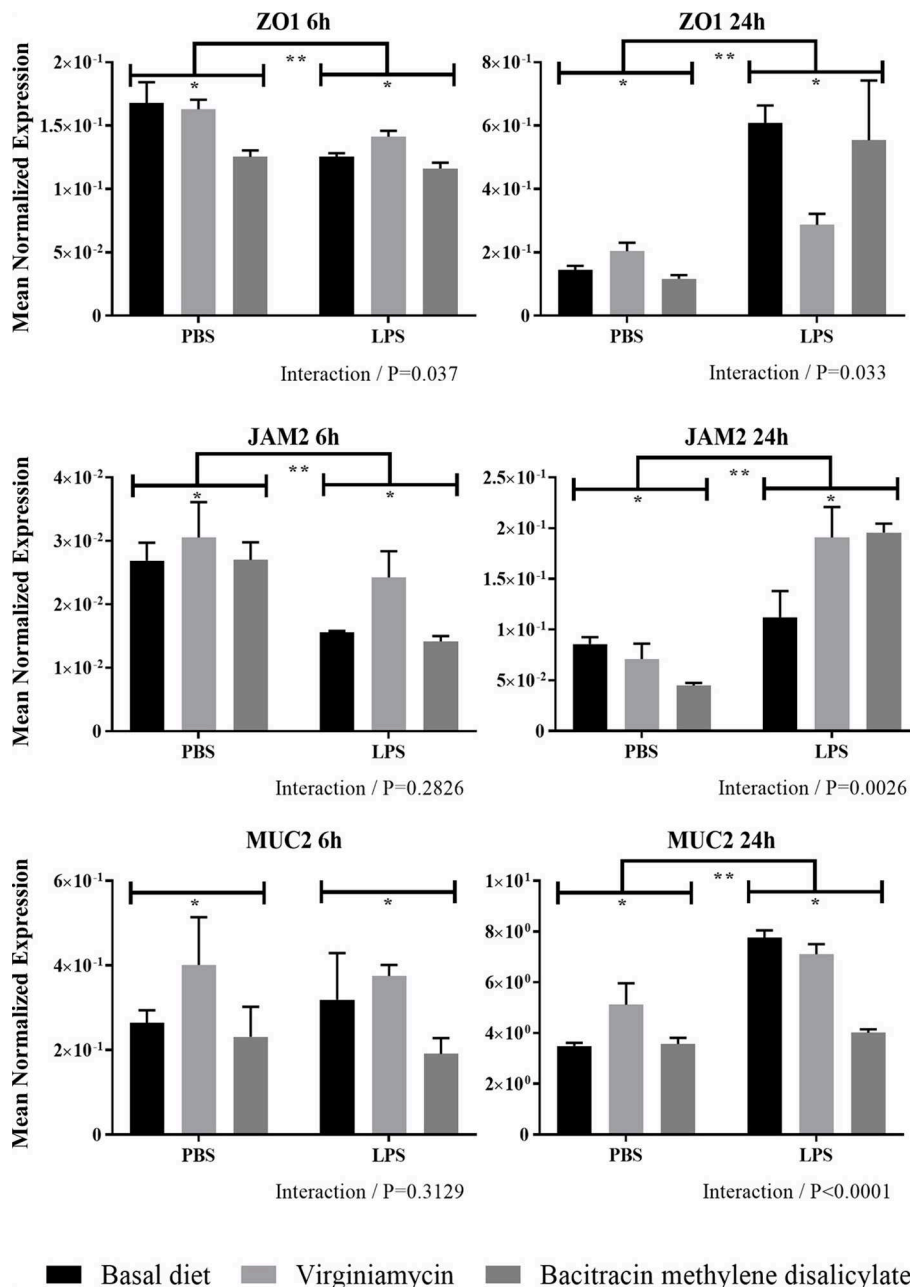 ZO1 6h
Mean Normalized Expression
2×10⁻¹
1.5×10⁻¹
1×10⁻¹
5×10⁻²
0
**
*
*
PBS
LPS
Interaction / P=0.037
ZO1 24h
8×10⁻¹
6×10⁻¹
4×10⁻¹
2×10⁻¹
0
**
*
*
PBS
LPS
Interaction / P=0.033
JAM2 6h
Mean Normalized Expression
4×10⁻²
3×10⁻²
2×10⁻²
1×10⁻²
0
**
*
*
PBS
LPS
Interaction / P=0.2826
JAM2 24h
2.5×10⁻¹
2×10⁻¹
1.5×10⁻¹
1×10⁻¹
5×10⁻²
0
**
*
*
PBS
LPS
Interaction / P=0.0026
MUC2 6h
Mean Normalized Expression
6×10⁻¹
4×10⁻¹
2×10⁻¹
0
*
*
PBS
LPS
Interaction / P=0.3129
MUC2 24h
1×10¹
8×10⁰
6×10⁰
4×10⁰
2×10⁰
0
**
*
*
PBS
LPS
Interaction / P<0.0001
Basal diet Virginiamycin Bacitracin methylene disalicylate